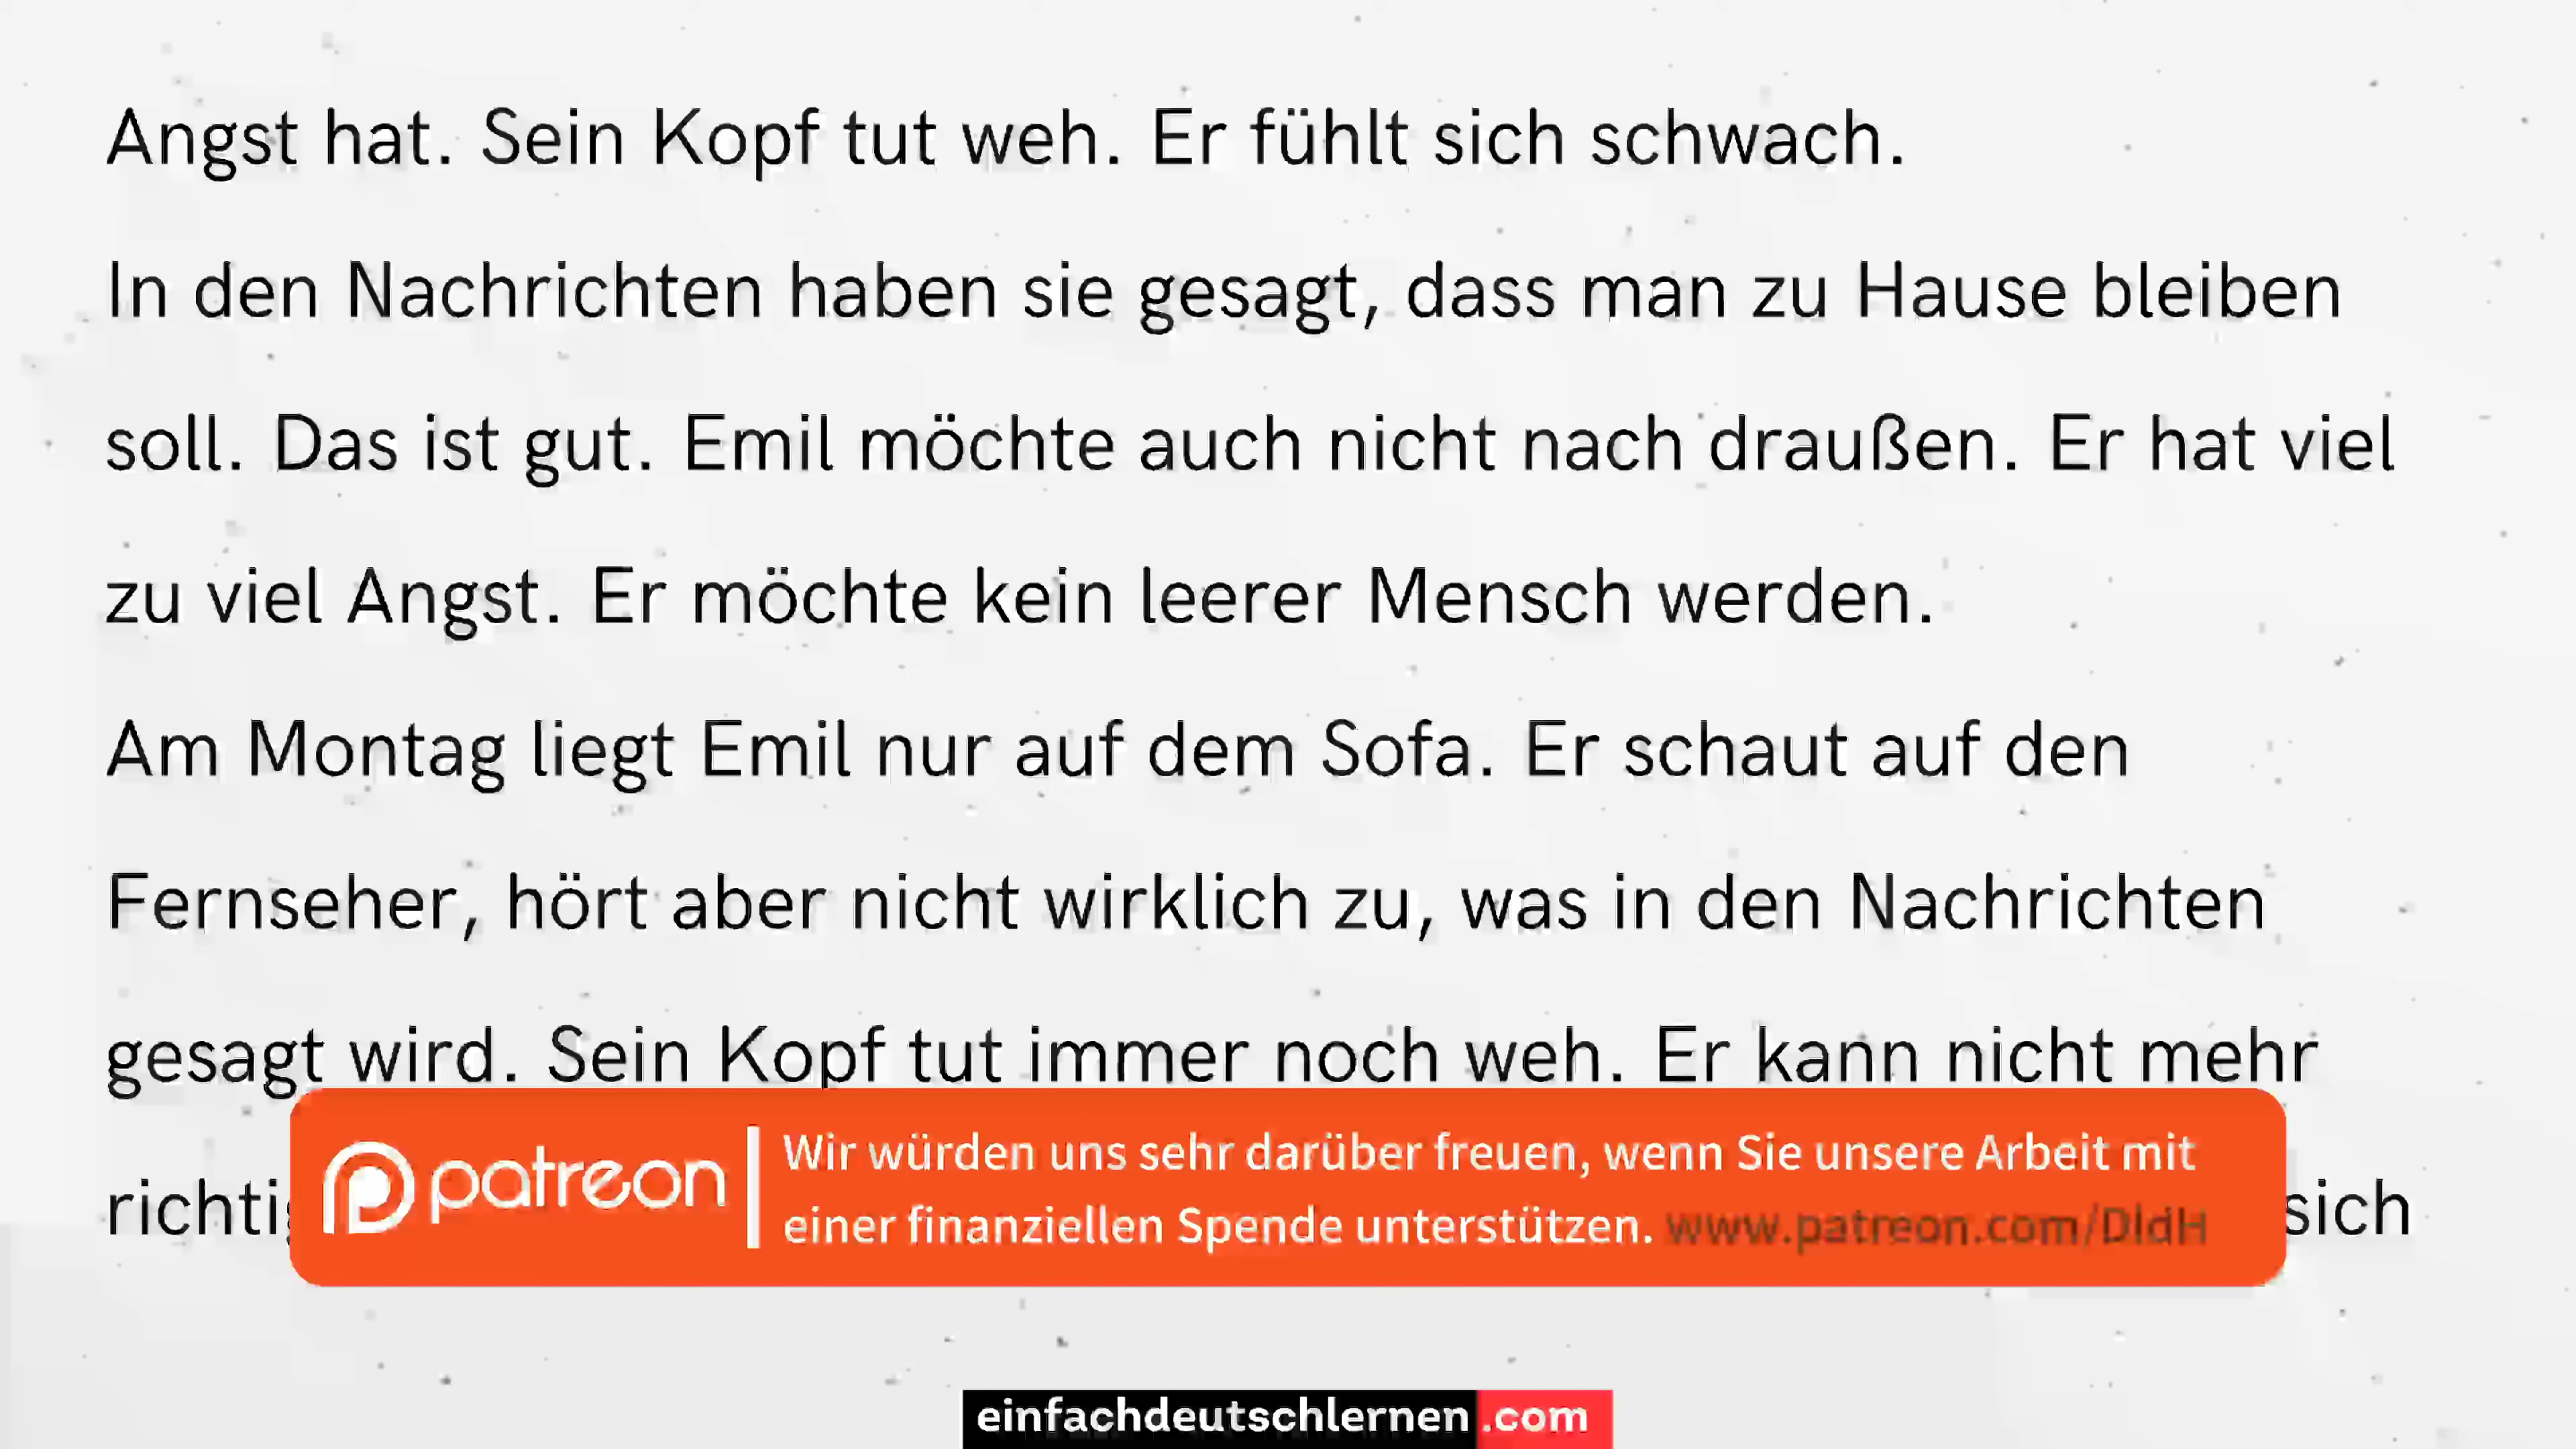 Angst hat. Sein Kopf tut weh. Er fühlt sich schwach.
In den Nachrichten haben sie gesagt, dass man zu Hause bleiben
soll. Das ist gut. Emil möchte auch nicht nach draußen. Er hat viel
zu viel Angst. Er möchte kein leerer Mensch werden.
Am Montag liegt Emil nur auf dem Sofa. Er schaut auf den
Fernseher, hört aber nicht wirklich zu, was in den Nachrichten
gesagt wird. Sein Kopf tut immer noch weh. Er kann nicht mehr
sich
patreon
Wir würden uns sehr darüber freuen, wenn Sie unsere Arbeit mit
einer finanziellen Spende unterstützen. www.patreon.com/DldH
einfachdeutschlernen.com